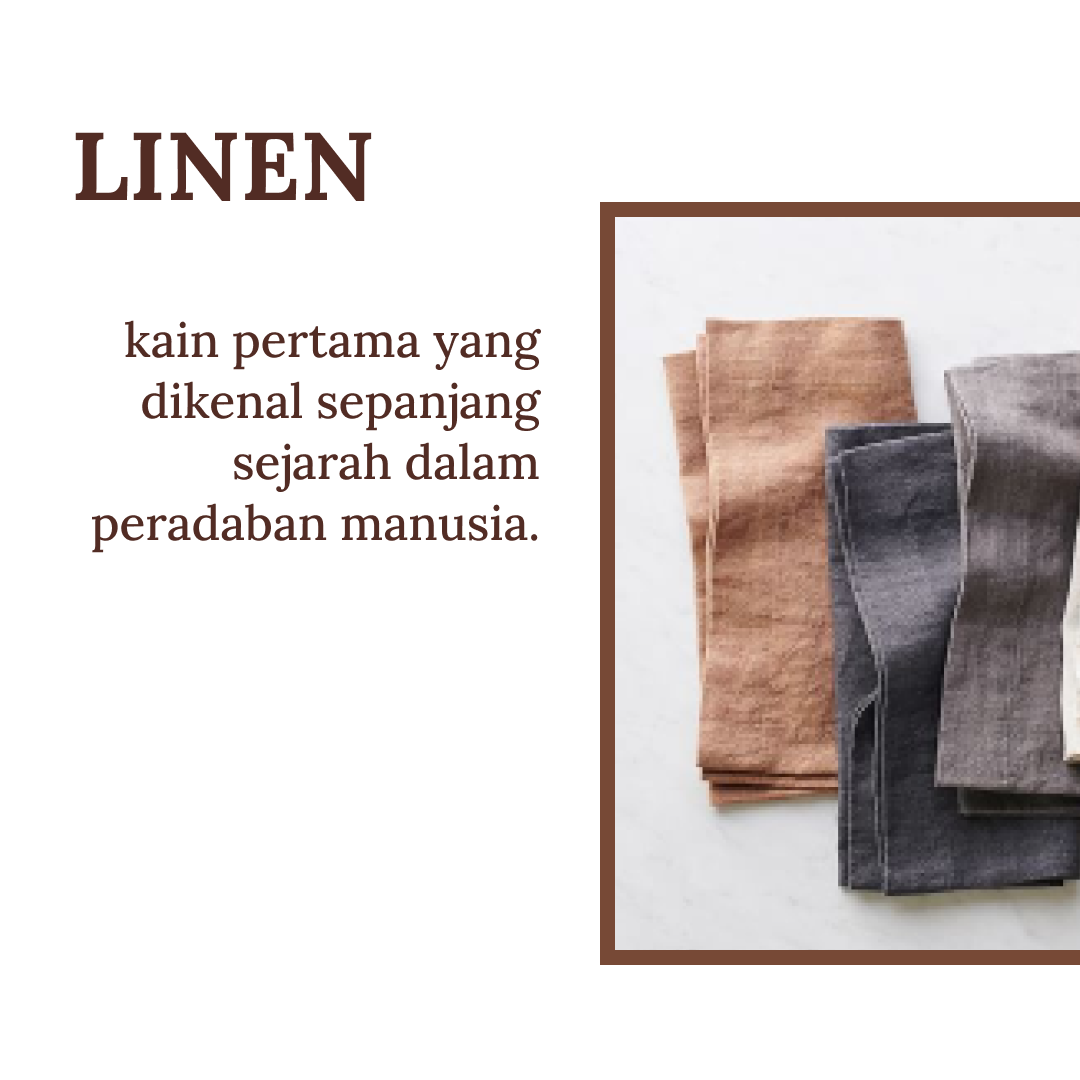 LINEN
kain pertama yang
dikenal sepanjang
sejarah dalam
peradaban manusia.